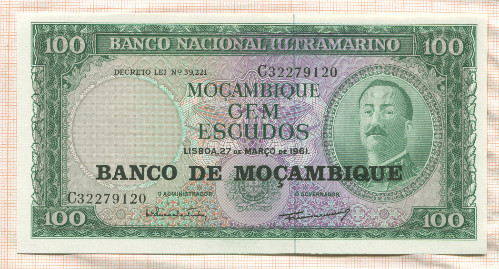 100 BANCO NACIONAL ULTRAMARINO 100
DECRETO LEI Nº 39,221 C32279120
MOÇAMBIQUE
CEM
ESCUDOS
LISBOA, 27 DE MARÇO DE 1961.
BANCO DE MOÇAMBIQUE
C32279120 O ADMINISTRADOR O GOVERNADOR
100 100